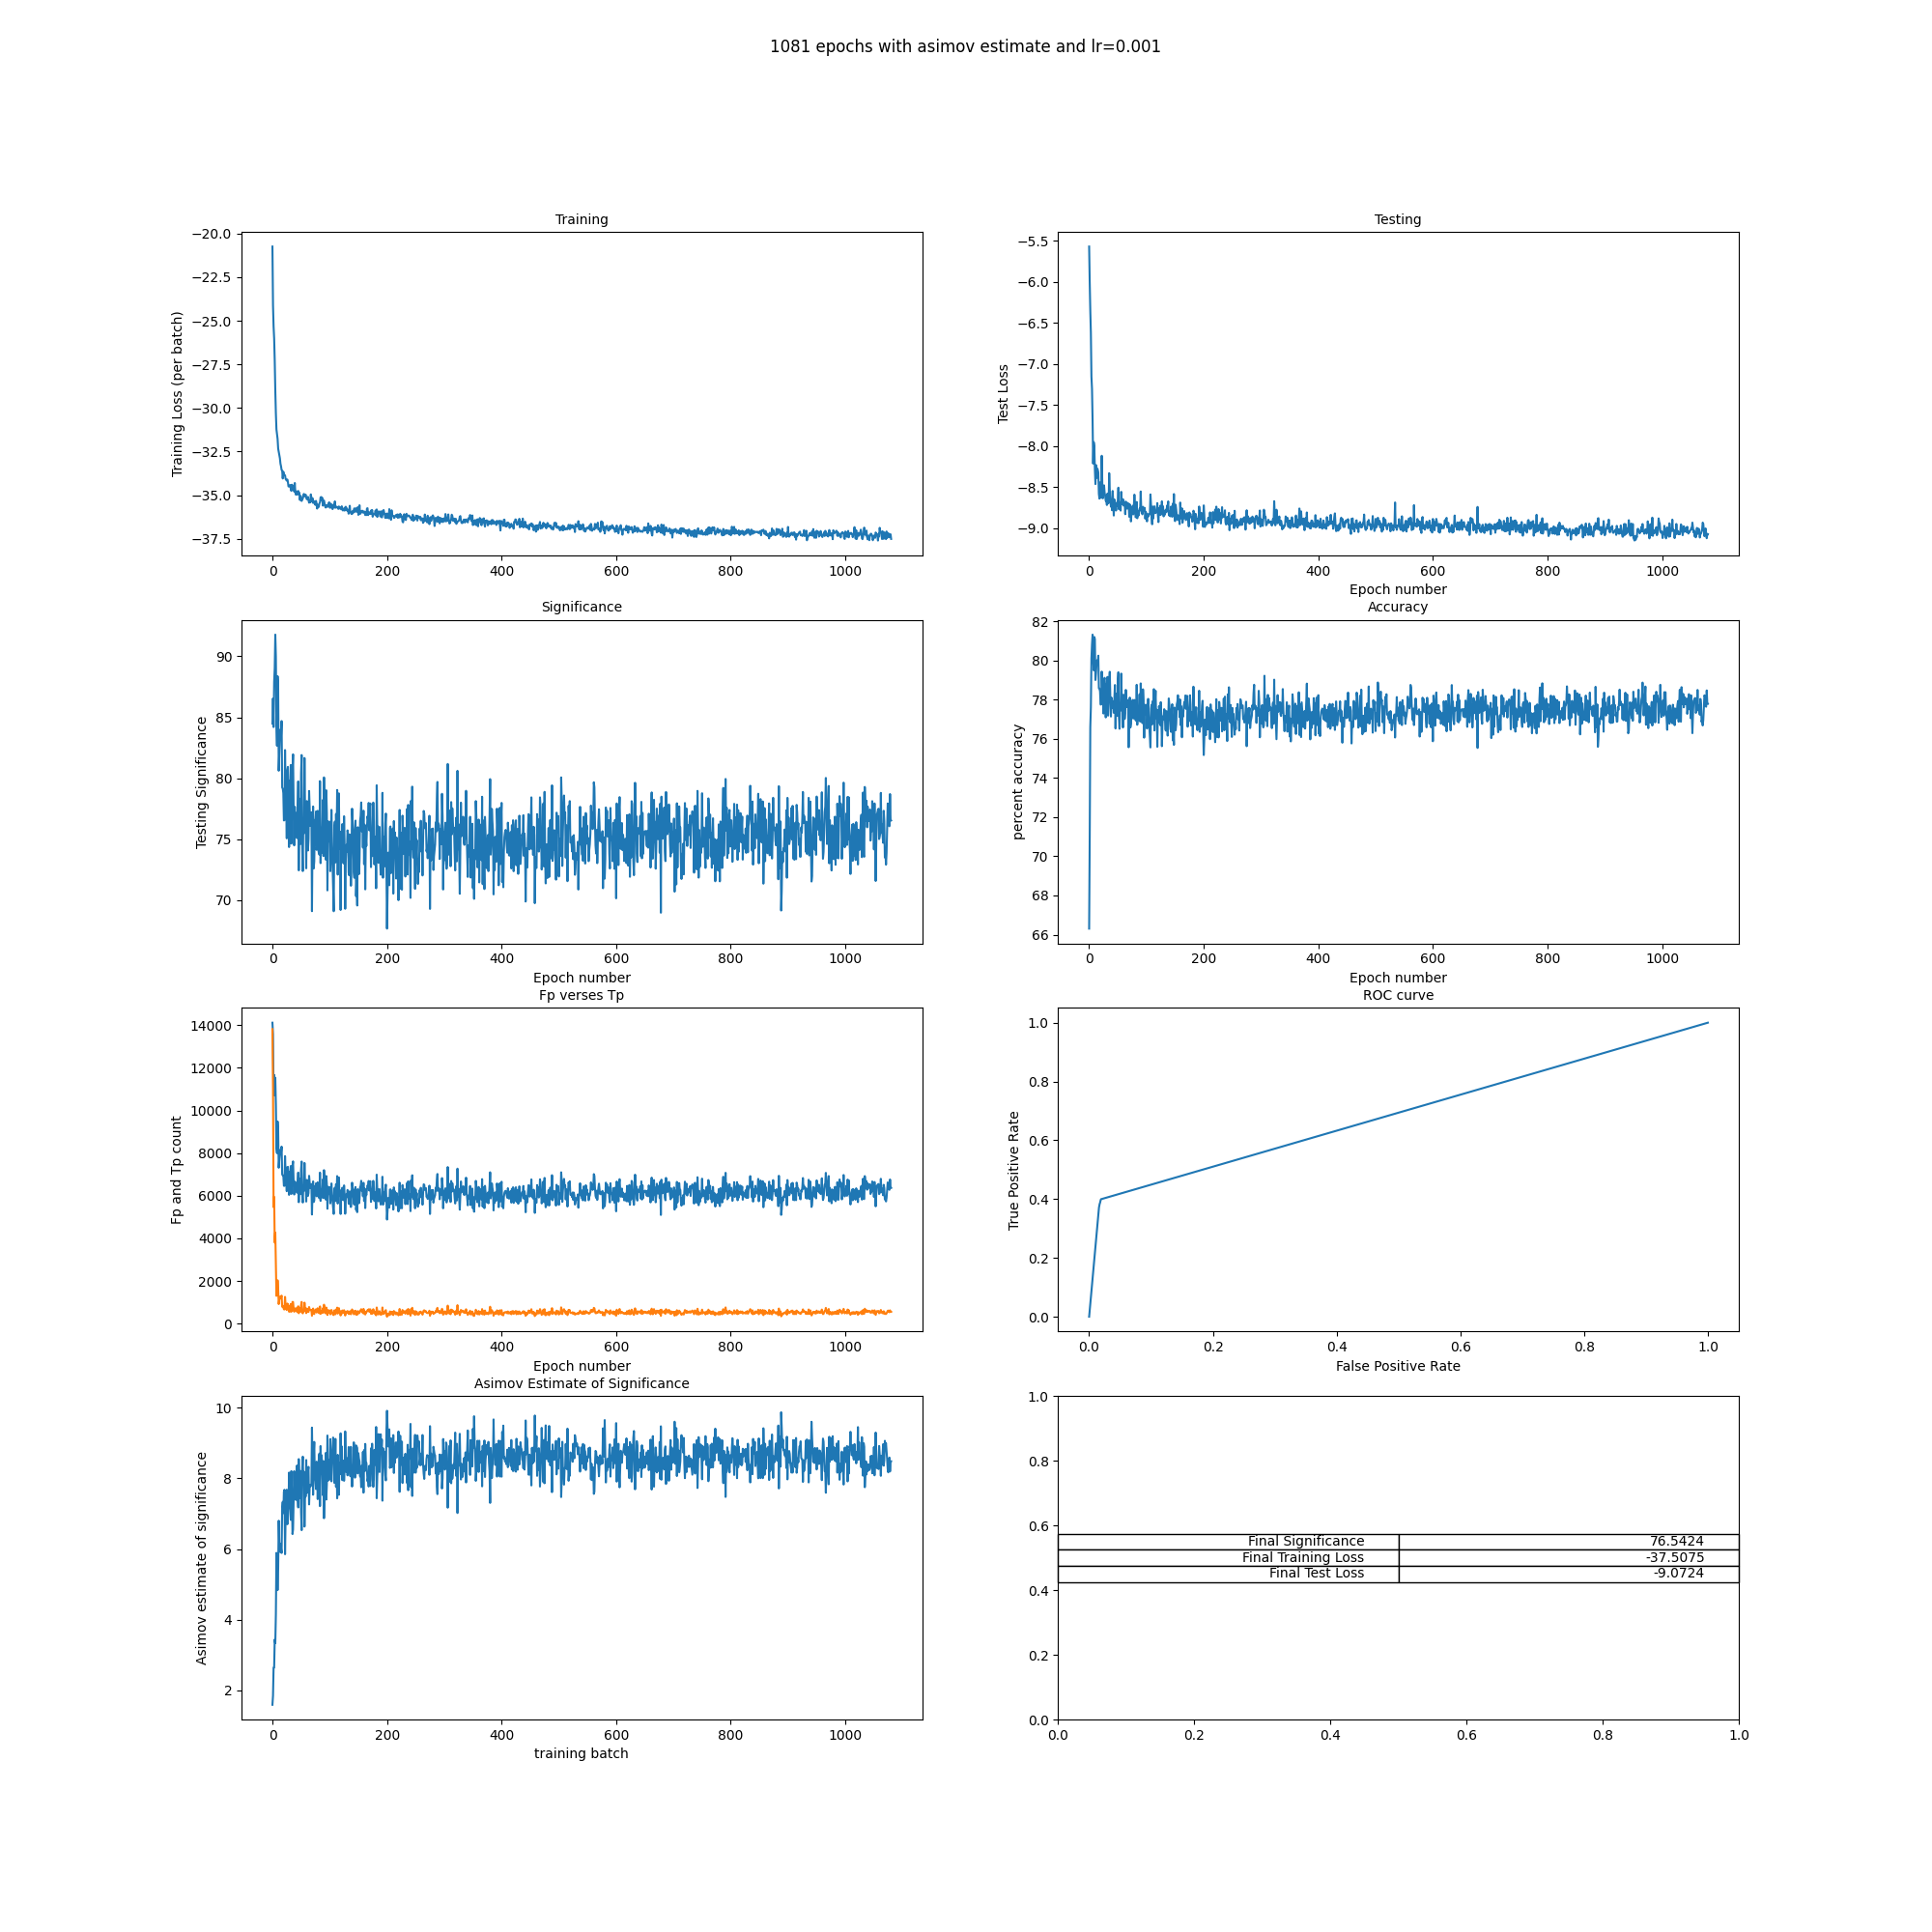 1081 epochs with asimov estimate and lr=0.001
Training
Training Loss (per batch)
−20.0
−22.5
−25.0
−27.5
−30.0
−32.5
−35.0
−37.5
0 200 400 600 800 1000
Testing
Test Loss
−5.5
−6.0
−6.5
−7.0
−7.5
−8.0
−8.5
−9.0
0 200 400 600 800 1000
Epoch number
Significance
Testing Significance
90
85
80
75
70
0 200 400 600 800 1000
Epoch number
Accuracy
percent accuracy
82
80
78
76
74
72
70
68
66
0 200 400 600 800 1000
Epoch number
Fp verses Tp
Fp and Tp count
14000
12000
10000
8000
6000
4000
2000
0
0 200 400 600 800 1000
Epoch number
ROC curve
True Positive Rate
1.0
0.8
0.6
0.4
0.2
0.0
0.0 0.2 0.4 0.6 0.8 1.0
False Positive Rate
Asimov Estimate of Significance
Asimov estimate of significance
10
8
6
4
2
0 200 400 600 800 1000
training batch
1.0
0.8
0.6
0.4
0.2
0.0
Final Significance 76.5424
Final Training Loss -37.5075
Final Test Loss -9.0724
0.0 0.2 0.4 0.6 0.8 1.0